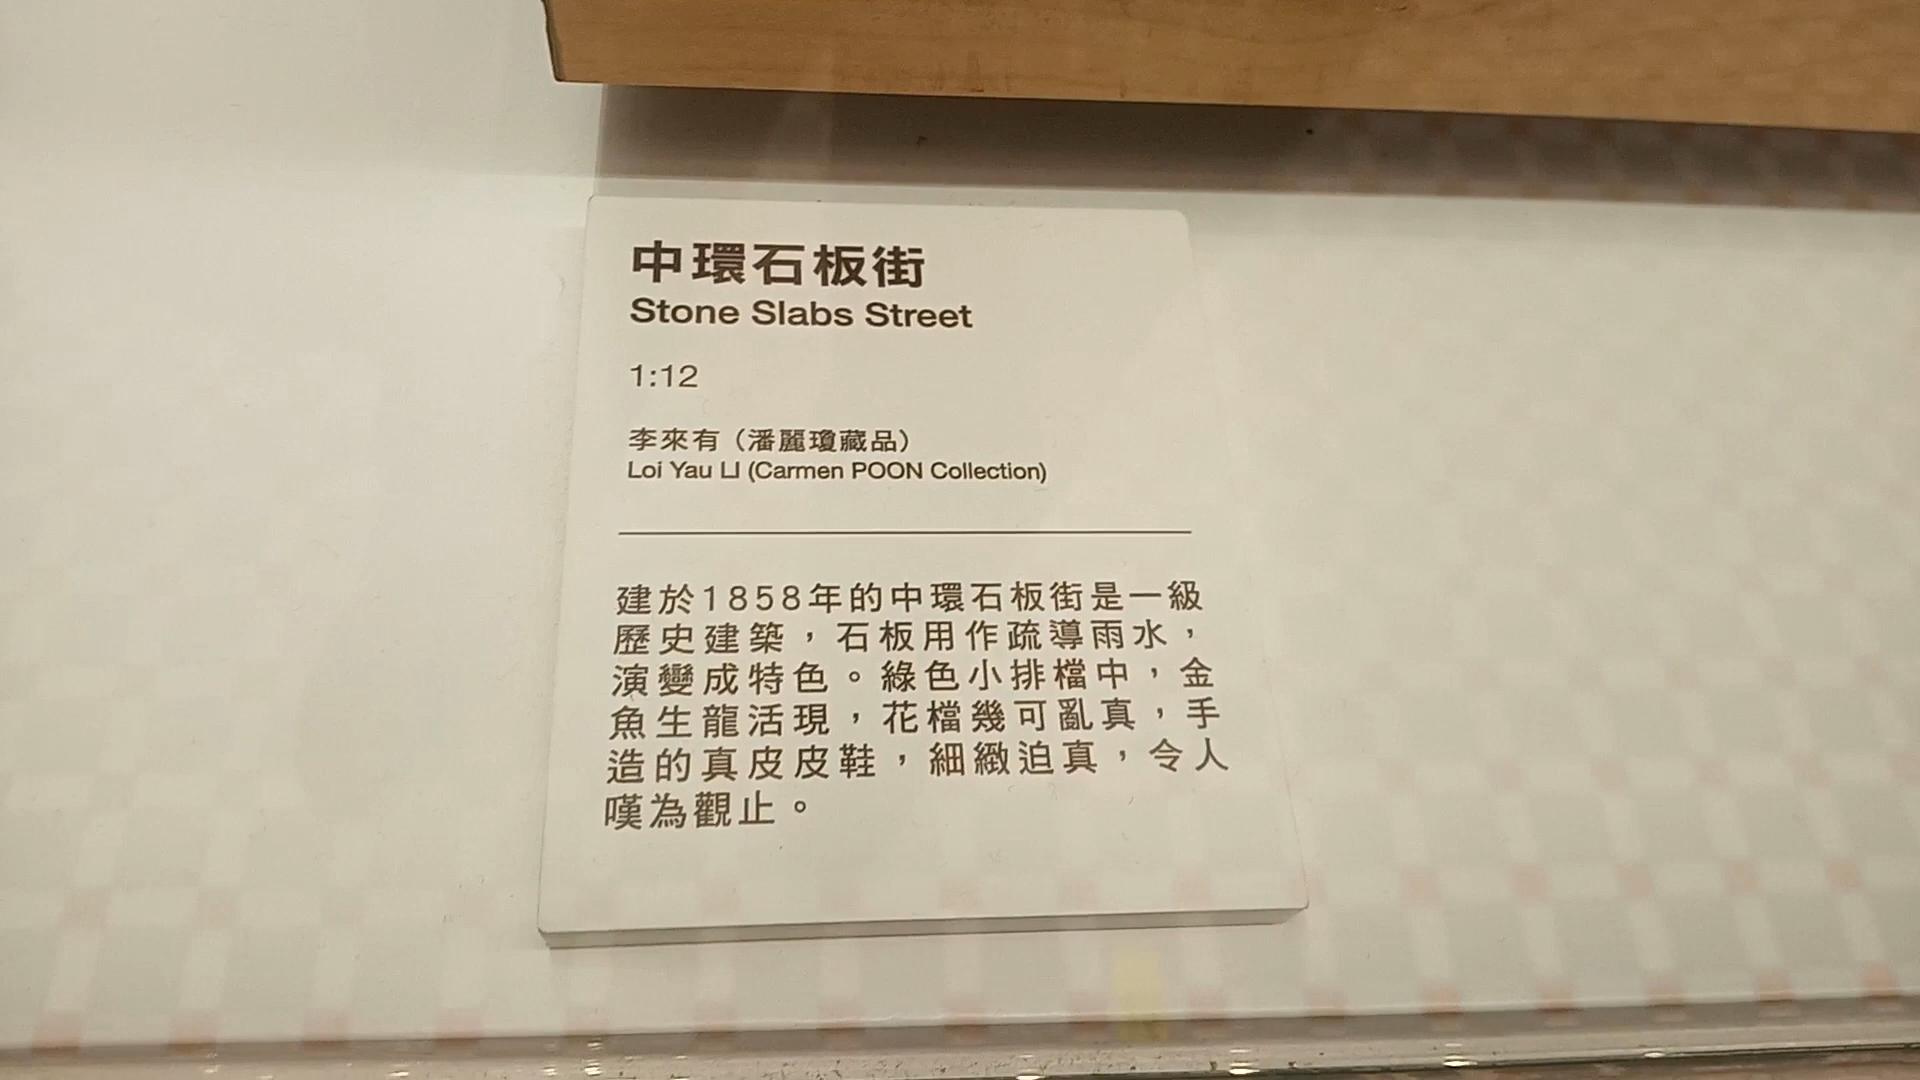 中環石板街
Stone Slabs Street
1:12
李來有（潘麗瓊藏品）
Loi Yau LI (Carmen POON Collection)
建於1858年的中環石板街是一級
歷史建築，石板用作疏導雨水，
演變成特色。綠色小排檔中，金
魚生龍活現，花檔幾可亂真，手
造的真皮皮鞋，細緻迫真，令人
嘆為觀止。